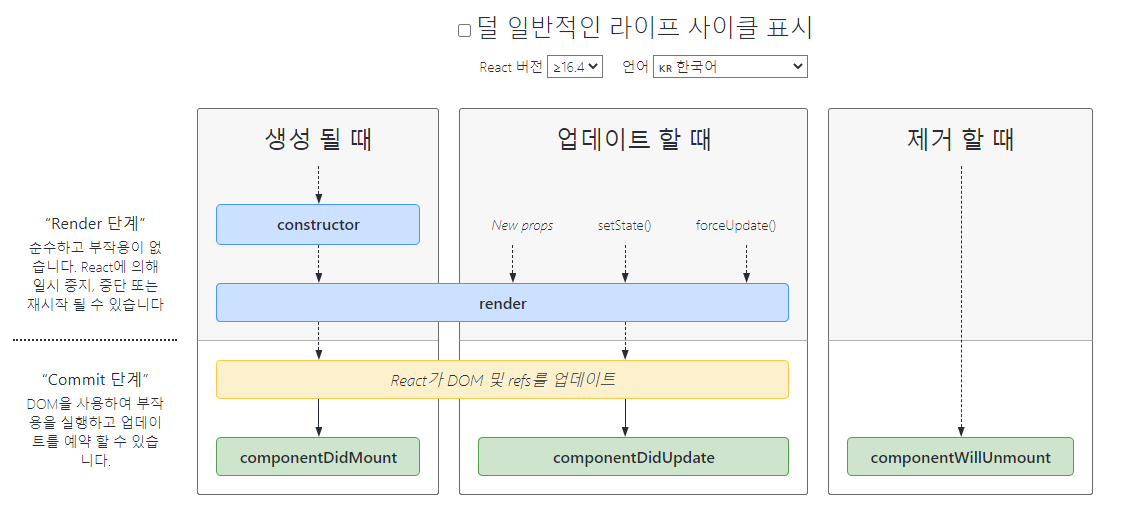 덜 일반적인 라이프 사이클 표시
React 버전 ≥16.4 언어 KR 한국어
생성 될 때
업데이트 할 때
제거 할 때
“Render 단계”
순수하고 부작용이 없
습니다. React에 의해
일시 중지, 중단 또는
재시작 될 수 있습니다
constructor
New props
setState()
forceUpdate()
render
“Commit 단계”
DOM을 사용하여 부작
용을 실행하고 업데이
트를 예약 할 수 있습
니다.
React가 DOM 및 refs를 업데이트
componentDidMount
componentDidUpdate
componentWillUnmount